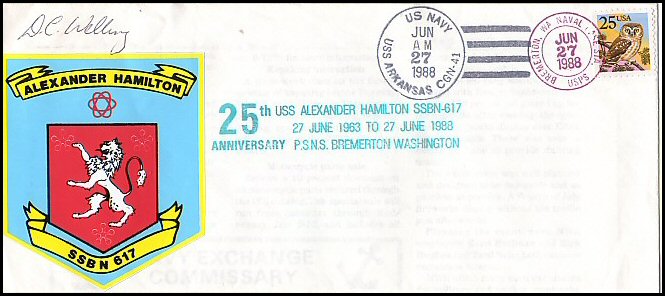 D.C. Welling
ALEXANDER HAMILTON
SSBN 617
US NAVY
JUN
AM
27
1988
USS ARKANSAS CGN-41
BREMERTON, WA NAVAL
JUN
27
1988
USPS
25 USA
25th USS ALEXANDER HAMILTON SSBN-617
27 JUNE 1963 TO 27 JUNE 1988
ANNIVERSARY P.S.N.S. BREMERTON WASHINGTON
EXCHANGE
COMMISSARY